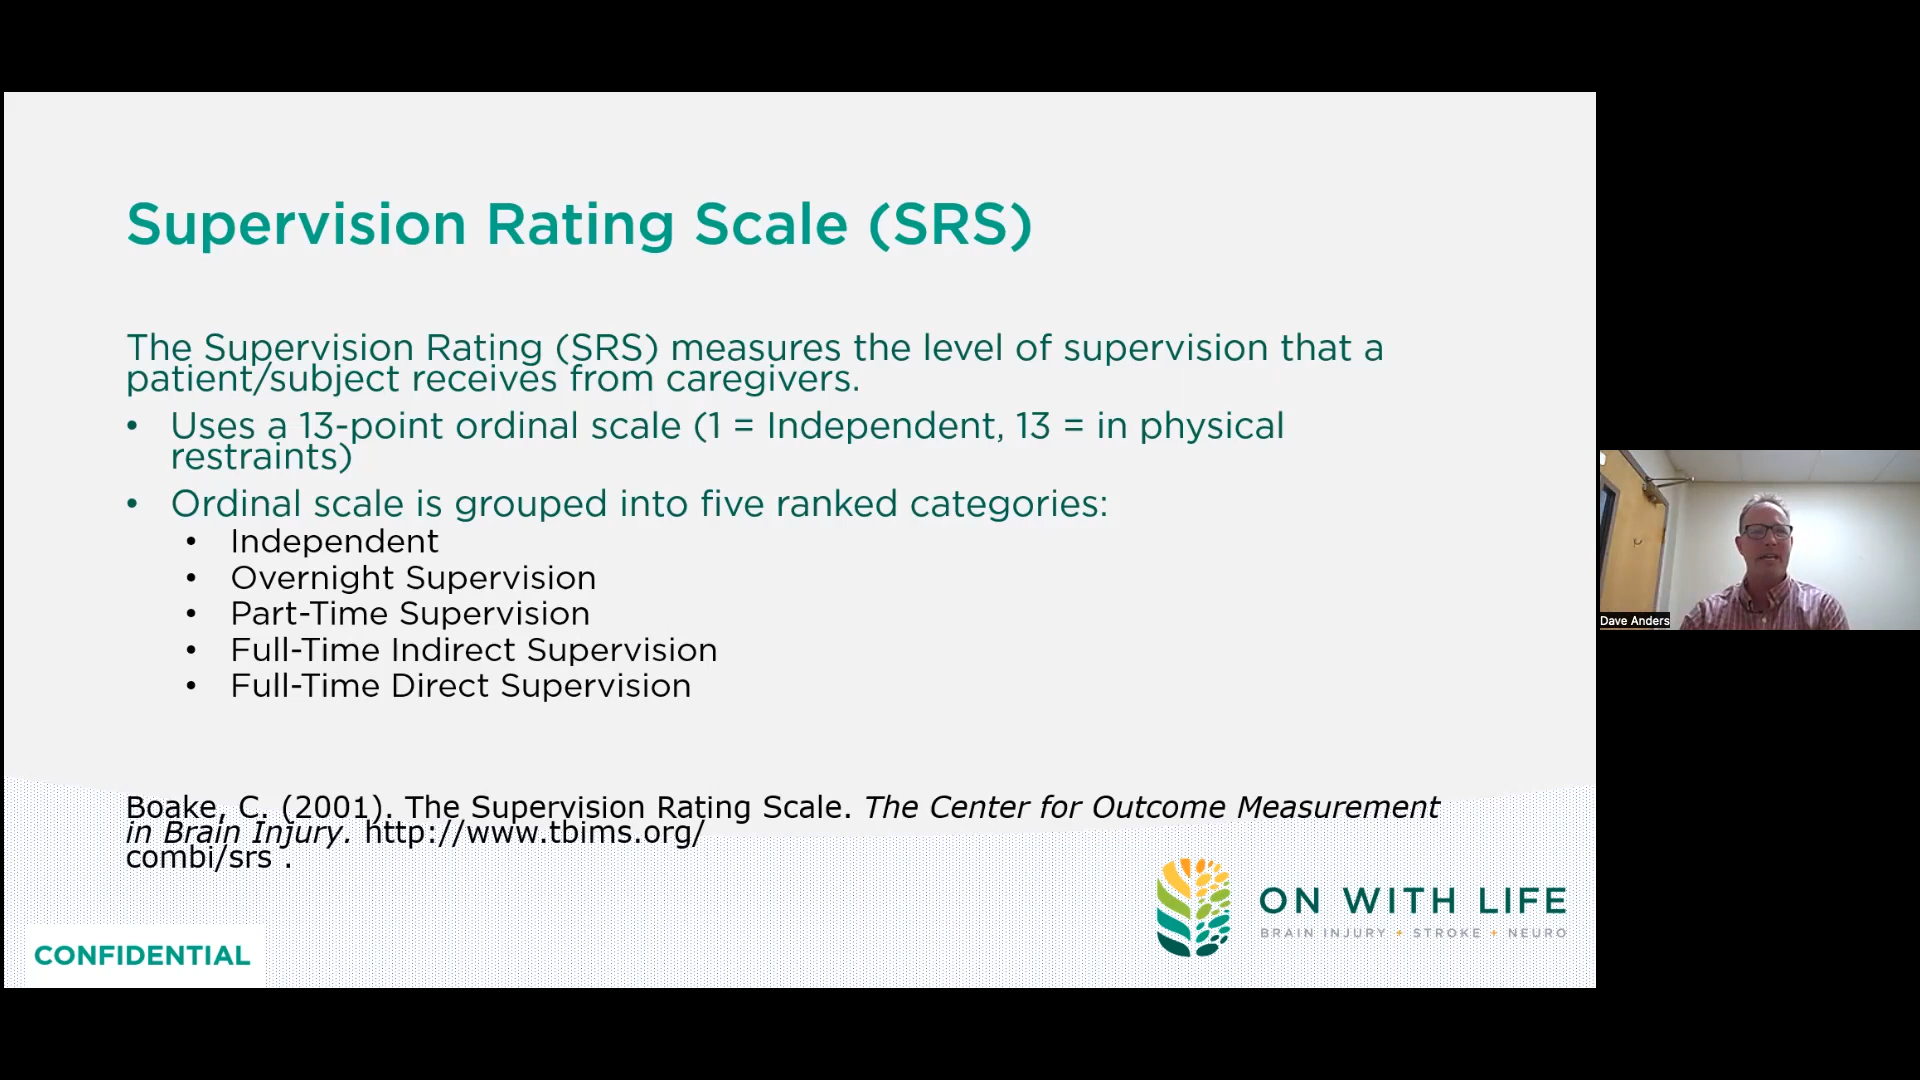 Supervision Rating Scale (SRS)
The Supervision Rating (SRS) measures the level of supervision that a
patient/subject receives from caregivers.
• Uses a 13-point ordinal scale (1 = Independent, 13 = in physical
restraints)
• Ordinal scale is grouped into five ranked categories:
• Independent
• Overnight Supervision
• Part-Time Supervision
• Full-Time Indirect Supervision
• Full-Time Direct Supervision
Boake, C. (2001). The Supervision Rating Scale. The Center for Outcome Measurement
in Brain Injury. http://www.tbims.org/
combi/srs .
ON WITH LIFE
BRAIN INJURY + STROKE + NEURO
CONFIDENTIAL
Dave Anders